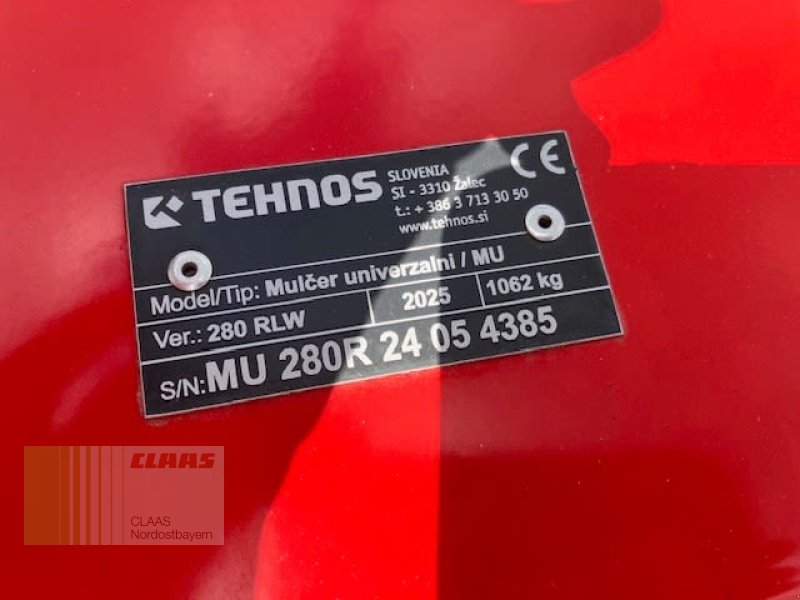 TEHNOS
SLOVENIA
SI - 3310 Žalec
t.: + 386 3 713 30 50
www.tehnos.si
CE
Model/Tip: Mulčer univerzalni / MU
Ver.: 280 RLW 2025 1062 kg
S/N: MU 280R 24 05 4385
CLAAS
CLAAS
Nordostbayern